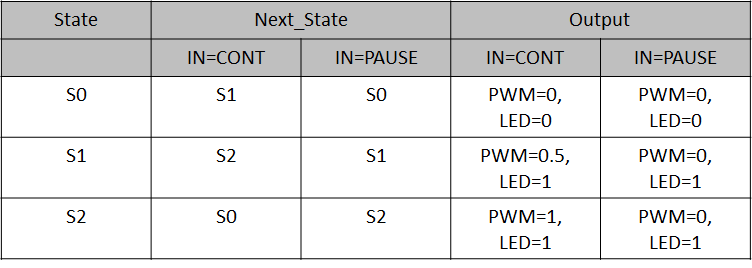 State Next_State Output
IN=CONT IN=PAUSE IN=CONT IN=PAUSE
S0 S1 S0 PWM=0, PWM=0,
LED=0 LED=0
S1 S2 S1 PWM=0.5, PWM=0,
LED=1 LED=1
S2 S0 S2 PWM=1, PWM=0,
LED=1 LED=1